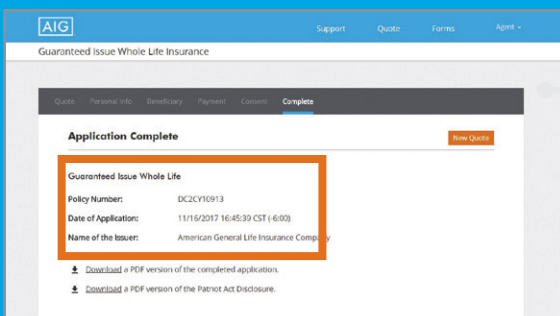 AIG
Support Quote Forms Agent
Guaranteed Issue Whole Life Insurance
Quote Personal Info Beneficiary Payment Consent Complete
Application Complete
New Quote
Guaranteed Issue Whole Life
Policy Number: DC2CY10913
Date of Application: 11/16/2017 16:45:39 CST (-6:00)
Name of the Issuer: American General Life Insurance Company
Download a PDF version of the completed application.
Download a PDF version of the Patriot Act Disclosure.